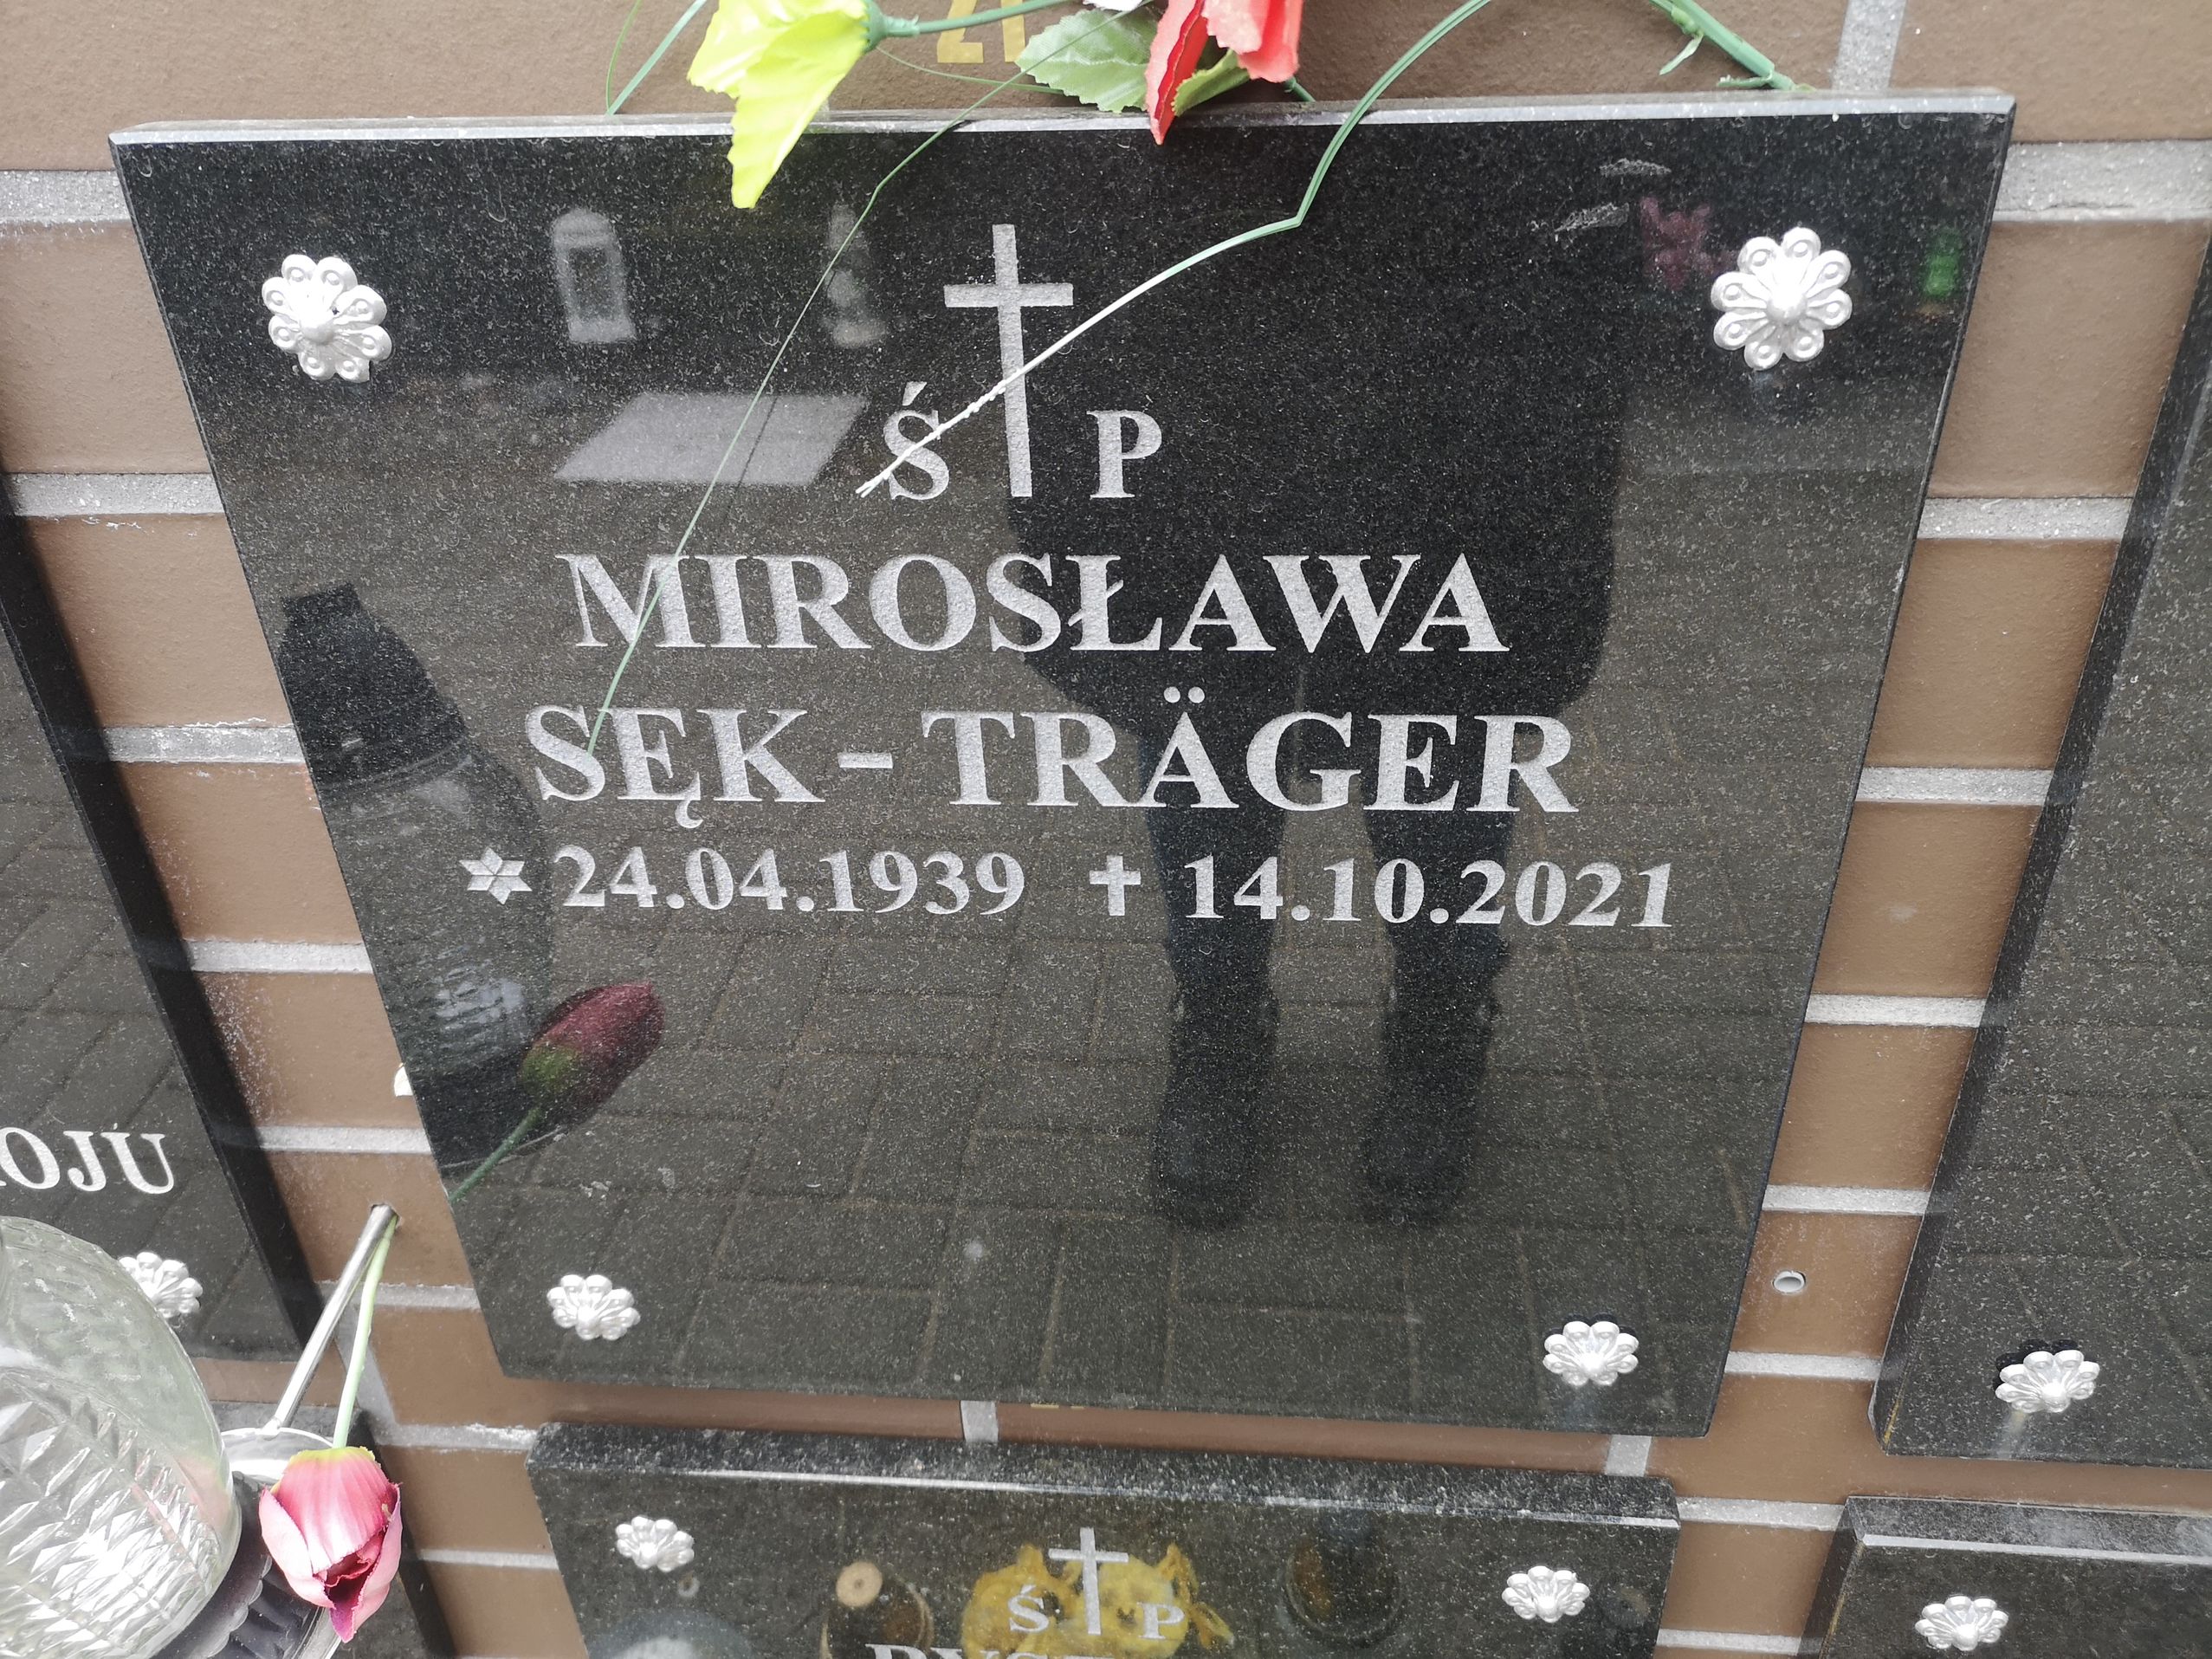 Ś P
MIROSŁAWA
SĘK - TRÄGER
24.04.1939 14.10.2021
OJU
Ś P